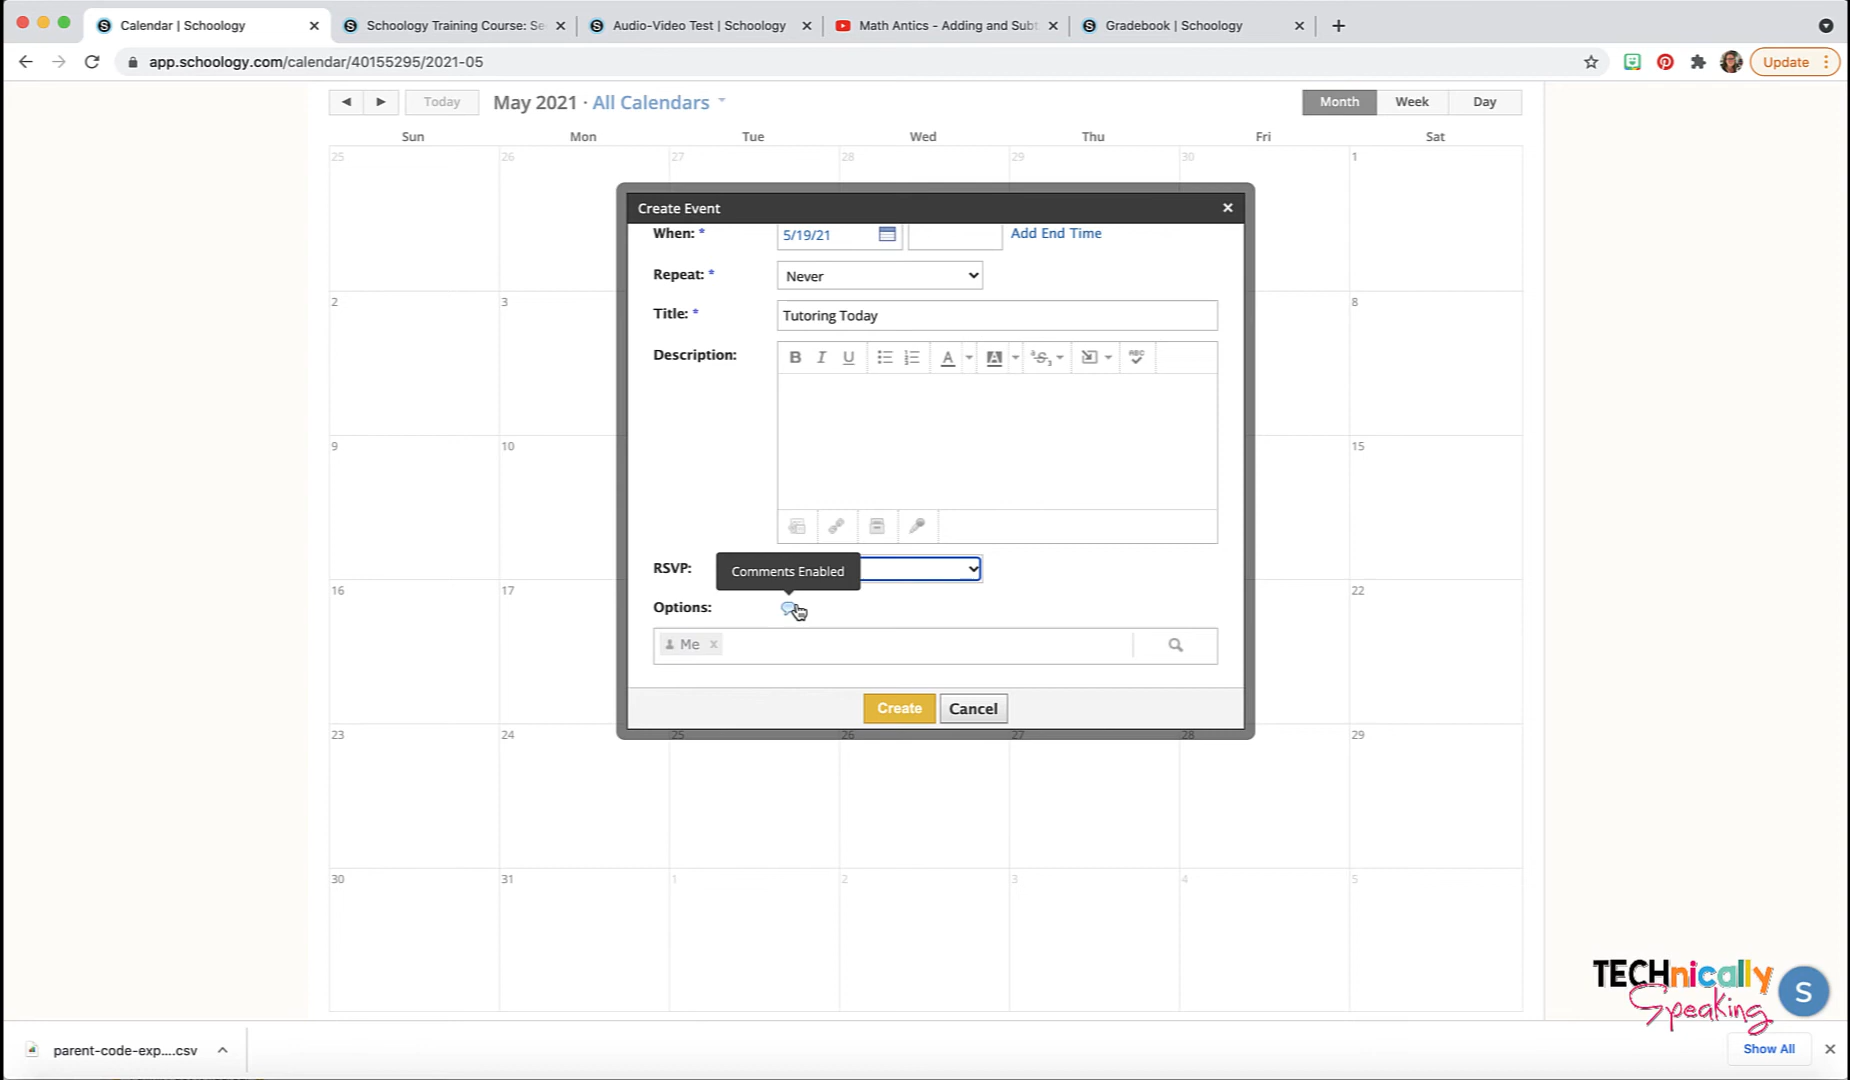 Calendar | Schoology
Schoology Training Course: Se
Audio-Video Test | Schoology
Math Antics - Adding and Subt
Gradebook | Schoology
app.schoology.com/calendar/40155295/2021-05
Update
Today
May 2021 · All Calendars
Month
Week
Day
Sun Mon Tue Wed Thu Fri Sat
25 26 27 28 29 30 1
Create Event
When: *
5/19/21
Add End Time
Repeat: *
Never
2 3 8
Title: *
Tutoring Today
Description:
B I U
A
A
ABC
9 10 15
RSVP:
Comments Enabled
16 17 22
Options:
Me x
Create
Cancel
23 24 25 26 27 28 29
30 31 1 2 3 4 5
TECHnically
Speaking
S
parent-code-exp....csv
Show All